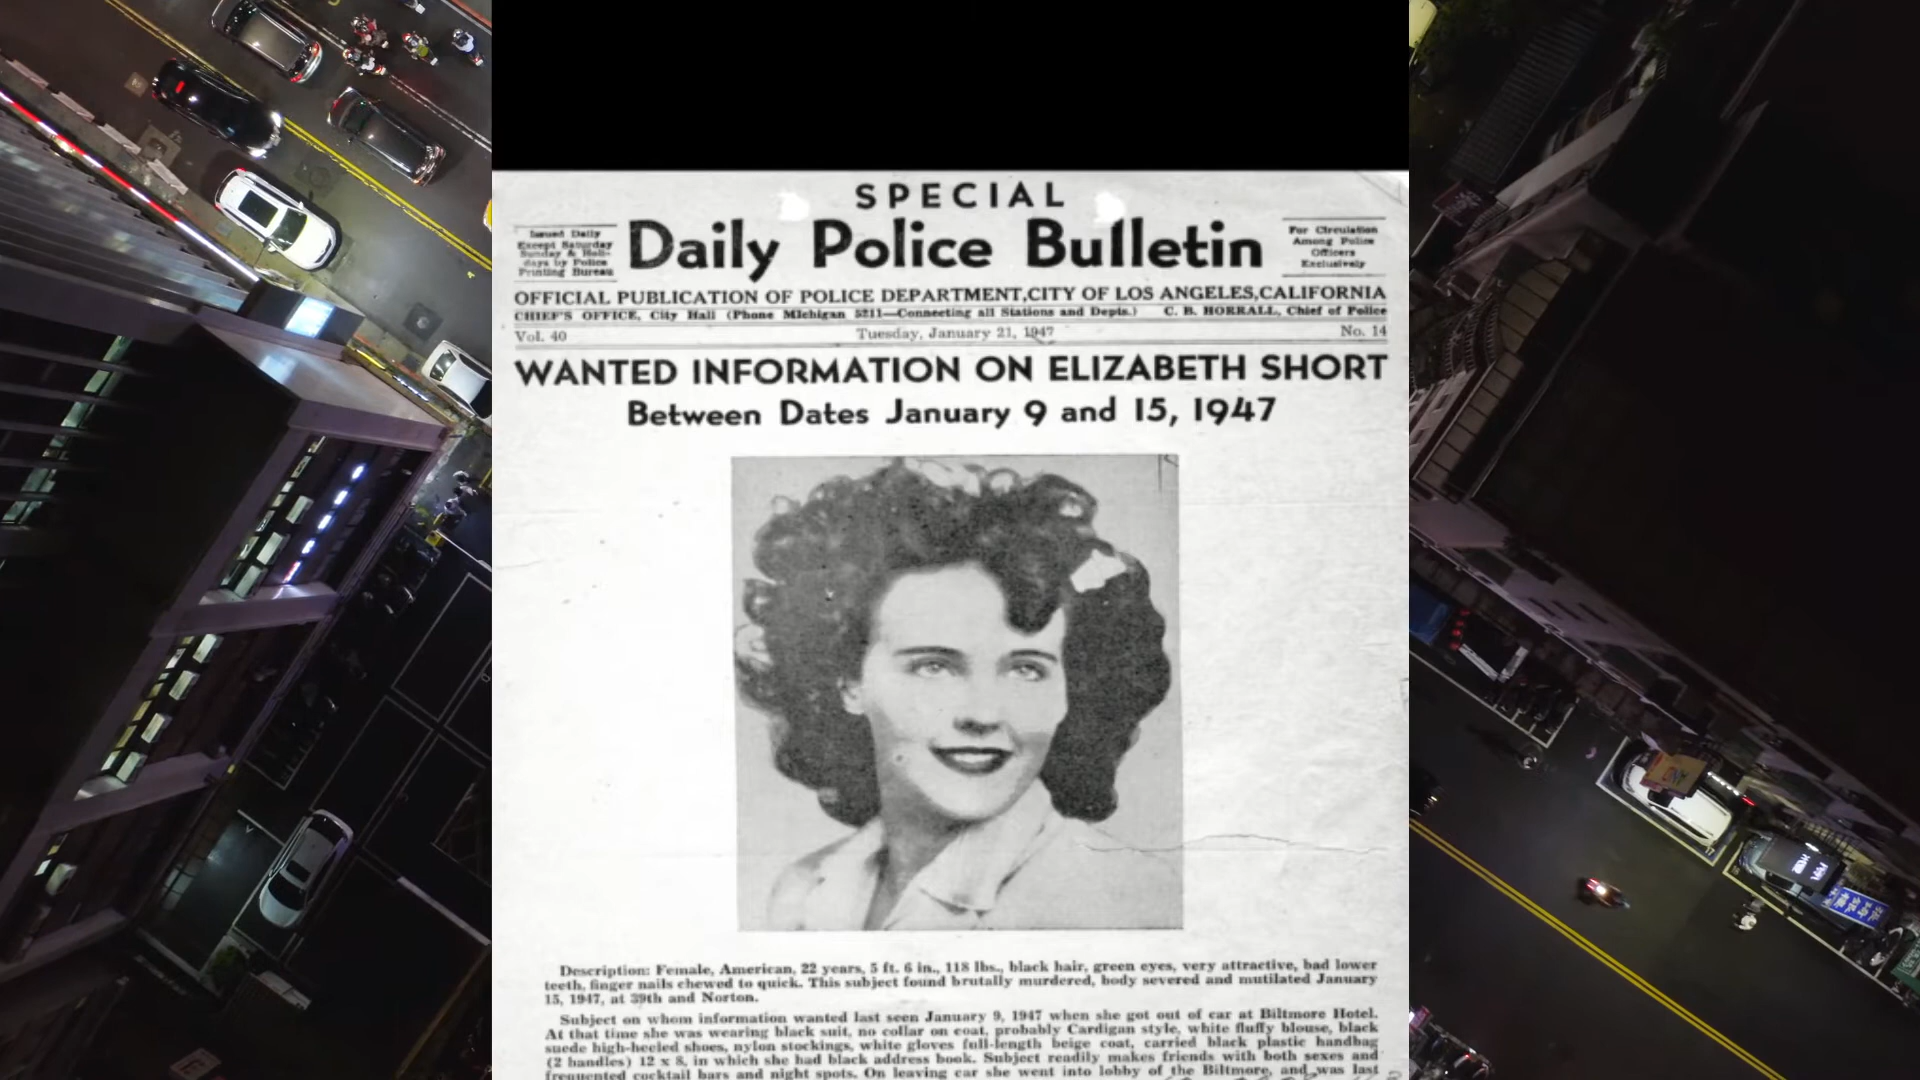 SPECIAL
Issued Daily
Except Saturday
Sunday & Holi-
days by Police
Printing Bureau
Daily Police Bulletin
For Circulation
Among Police
Officers
Exclusively
OFFICIAL PUBLICATION OF POLICE DEPARTMENT, CITY OF LOS ANGELES, CALIFORNIA
CHIEF'S OFFICE, City Hall (Phone MIchigan 5211—Connecting all Stations and Depts.) C. B. HORRALL, Chief of Police
Vol. 40 Tuesday, January 21, 1947 No. 14
WANTED INFORMATION ON ELIZABETH SHORT
Between Dates January 9 and 15, 1947
Description: Female, American, 22 years, 5 ft. 6 in., 118 lbs., black hair, green eyes, very attractive, bad lower
teeth, finger nails chewed to quick. This subject found brutally murdered, body severed and mutilated January
15, 1947, at 39th and Norton.
Subject on whom information wanted last seen January 9, 1947 when she got out of car at Biltmore Hotel.
At that time she was wearing black suit, no collar on coat, probably Cardigan style, white fluffy blouse, black
suede high-heeled shoes, nylon stockings, white gloves full-length beige coat, carried black plastic handbag
(2 handles) 12 x 8, in which she had black address book. Subject readily makes friends with both sexes and
frequented cocktail bars and night spots. On leaving car she went into lobby of the Biltmore, and was last